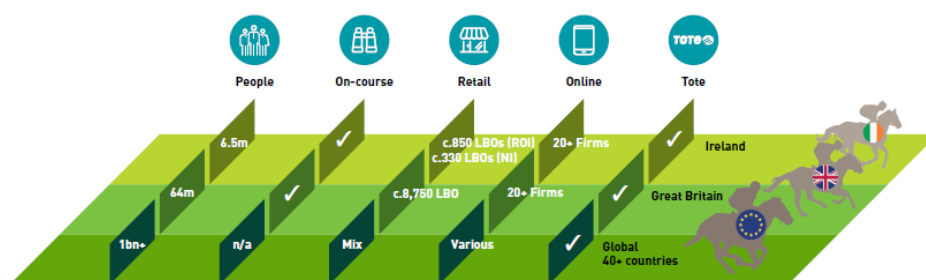 TOTE
People On-course Retail Online Tote
6.5m ✓ c.850 LBOs (ROI) 20+ Firms ✓ Ireland
c.330 LBOs (NI)
64m ✓ c.8,750 LBO 20+ Firms ✓ Great Britain
1bn+ n/a Mix Various ✓ Global
40+ countries